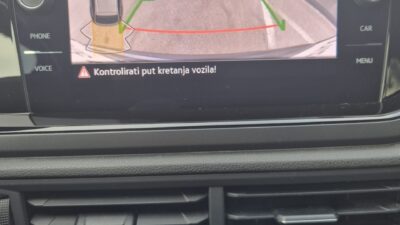 PHONE
CAR
VOICE
MENU
Kontrolirati put kretanja vozila!